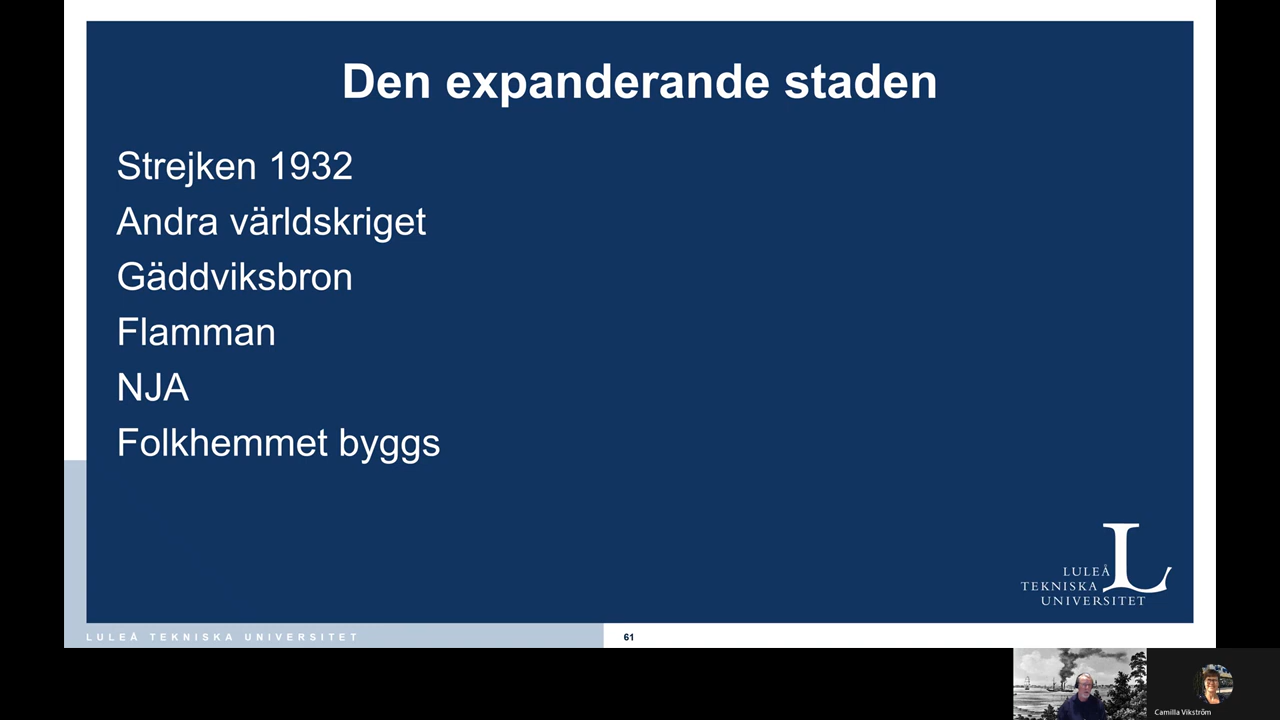 Den expanderande staden
Strejken 1932
Andra världskriget
Gäddviksbron
Flamman
NJA
Folkhemmet byggs
LULEÅ
TEKNISKA
UNIVERSITET
LULEÅ TEKNISKA UNIVERSITET
61
Camilla Vikström